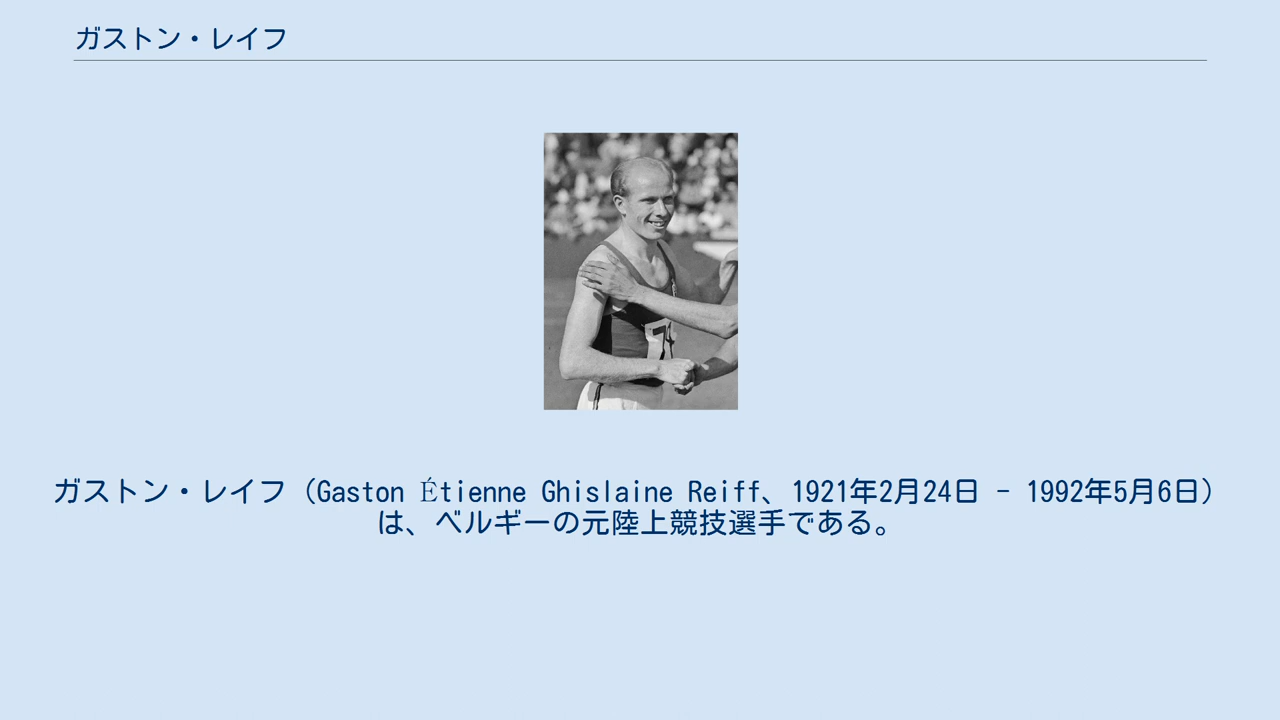 ガストン・レイフ
7
ガストン・レイフ（Gaston Étienne Ghislaine Reiff、1921年2月24日 - 1992年5月6日）
は、ベルギーの元陸上競技選手である。